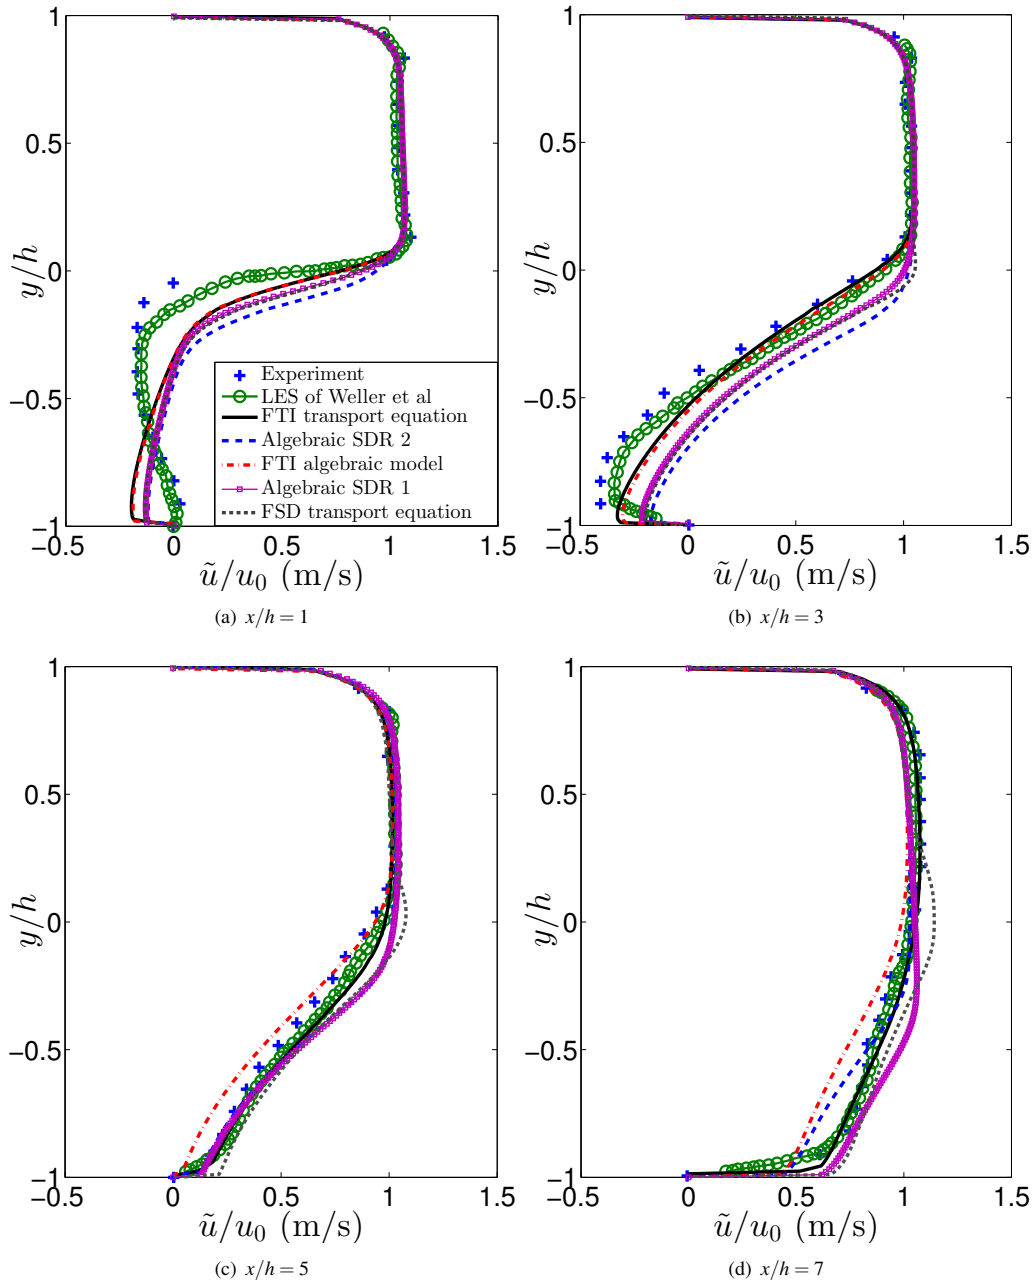 1
0.5
0
−0.5
−1
y/h
Experiment
LES of Weller et al
FTI transport equation
Algebraic SDR 2
FTI algebraic model
Algebraic SDR 1
FSD transport equation
−0.5 0 0.5 1 1.5
ũ/u₀ (m/s)
(a) x/h = 1
1
0.5
0
−0.5
−1
y/h
−0.5 0 0.5 1 1.5
ũ/u₀ (m/s)
(b) x/h = 3
1
0.5
0
−0.5
−1
y/h
−0.5 0 0.5 1 1.5
ũ/u₀ (m/s)
(c) x/h = 5
1
0.5
0
−0.5
−1
y/h
−0.5 0 0.5 1 1.5
ũ/u₀ (m/s)
(d) x/h = 7